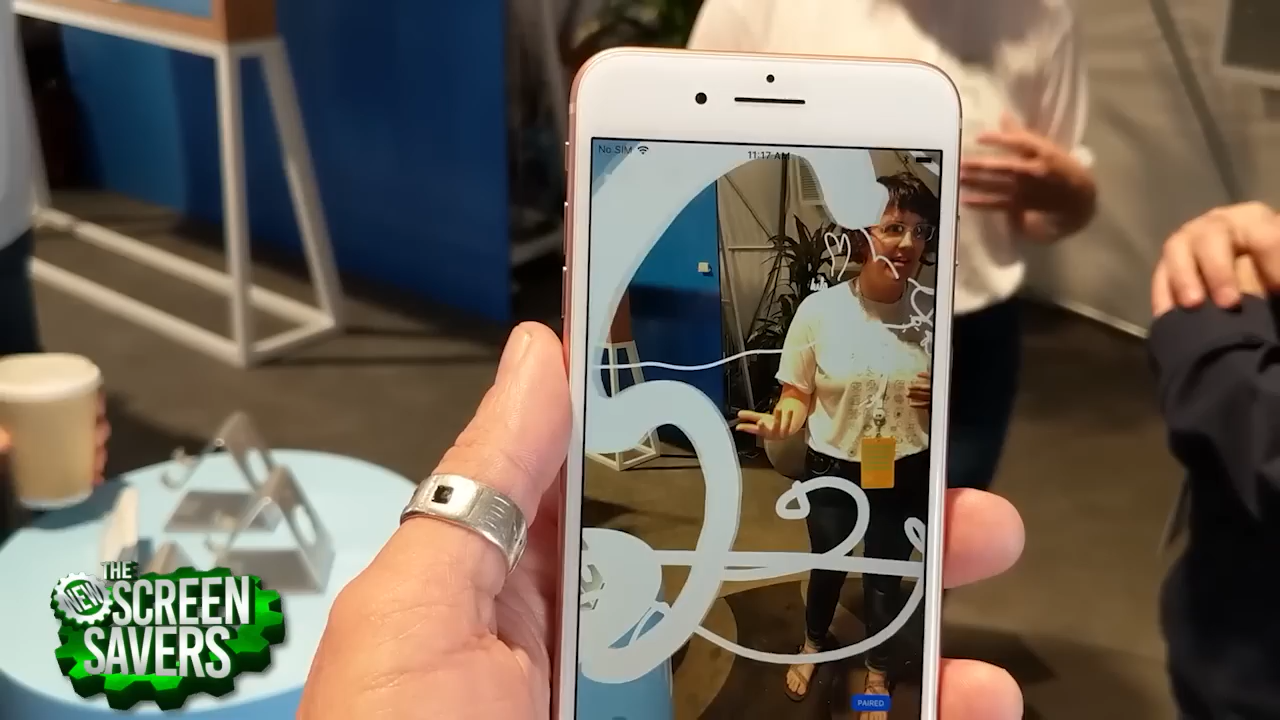 No SIM
11:17 AM
PAIRED
THE
NEW
SCREEN
SAVERS